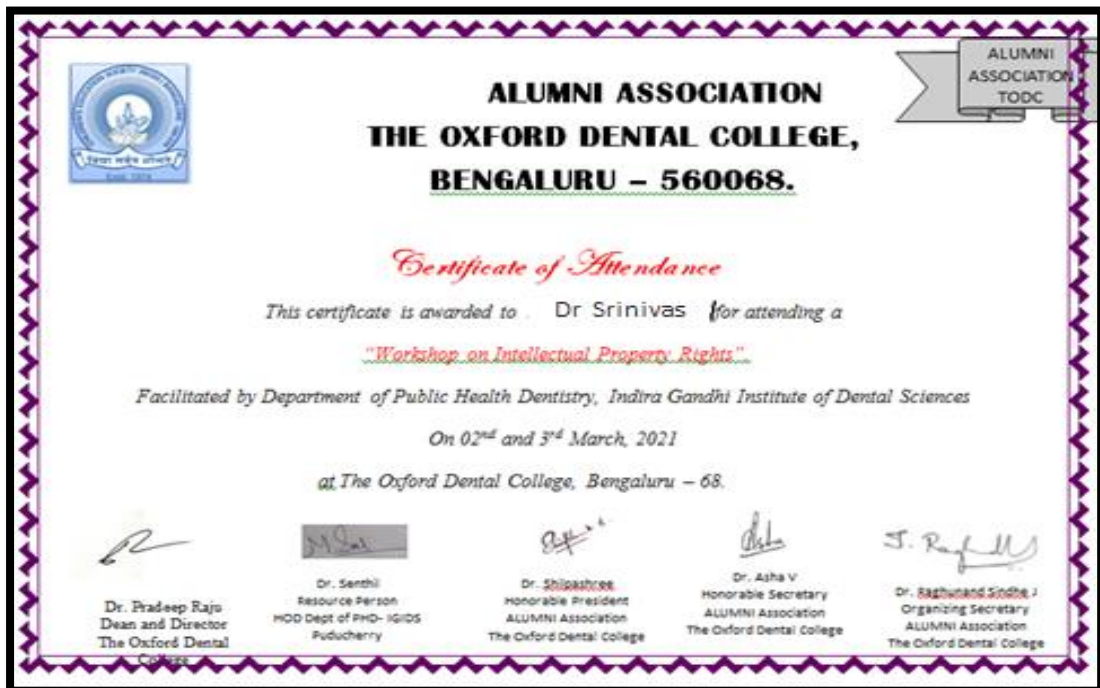 ALUMNI
ASSOCIATION
TODC
ALUMNI ASSOCIATION
THE OXFORD DENTAL COLLEGE,
BENGALURU – 560068.
Certificate of Attendance
This certificate is awarded to . Dr Srinivas for attending a
“Workshop on Intellectual Property Rights”.
Facilitated by Department of Public Health Dentistry, Indira Gandhi Institute of Dental Sciences
On 02nd and 3rd March, 2021
at The Oxford Dental College, Bengaluru – 68.
Asha
J.
Dr. Pradeep Raju
Dean and Director
The Oxford Dental
College
Dr. Senthil
Resource Person
HOD Dept of PHD- IGIDS
Puducherry
Dr. Shilpashree
Honorable President
ALUMNI Association
The Oxford Dental College
Dr. Asha V
Honorable Secretary
ALUMNI Association
The Oxford Dental College
Dr. Raghunand Sindhe J
Organizing Secretary
ALUMNI Association
The Oxford Dental College